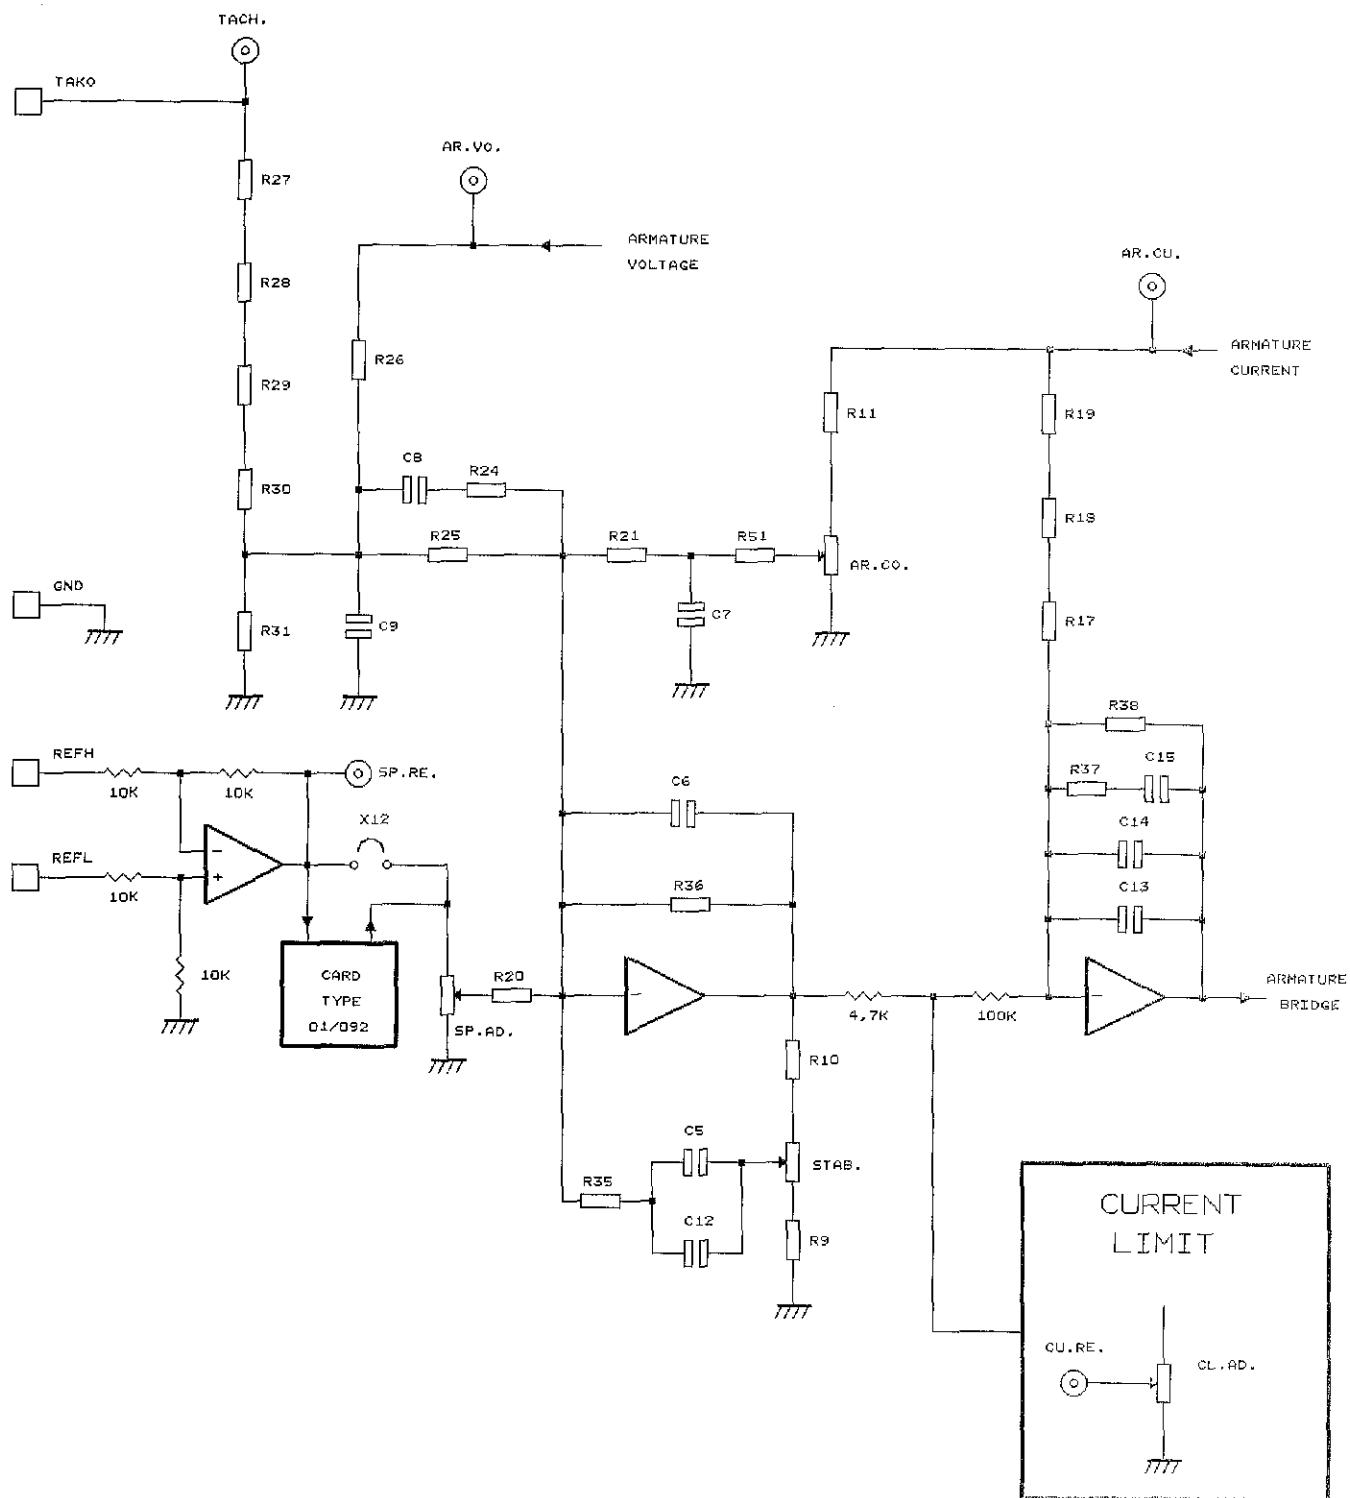 TACH.
TAKO
R27
AR.VO.
ARMATURE
VOLTAGE
R28
AR.CU.
R26
ARMATURE
CURRENT
R29
R11
R19
C8
R24
R30
R18
R25
R21
R51
AR.CO.
GND
R31
C9
C7
R17
R38
REFH
SP.RE.
10K
10K
C6
R37
C15
X12
C14
REFL
10K
R36
C13
10K
CARD
TYPE
01/092
R20
SP.AD.
4,7K
100K
ARMATURE
BRIDGE
R10
C5
STAB.
R35
C12
R9
CURRENT
LIMIT
CU.RE.
CL.AD.